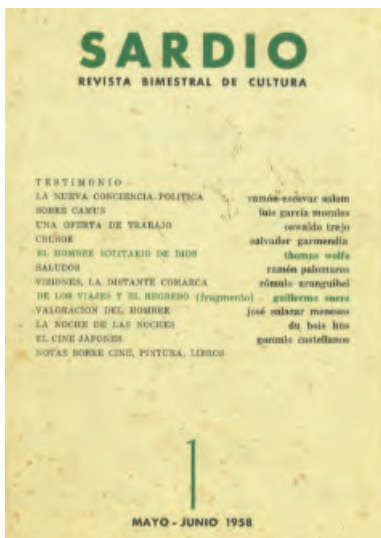 SARDIO
REVISTA BIMESTRAL DE CULTURA
TESTIMONIO
LA NUEVA CONCIENCIA POLITICA ramón escovar salom
SOBRE CAMUS luis garcía morales
UNA OFERTA DE TRABAJO oswaldo trejo
CRUSOE salvador garmendia
EL HOMBRE SOLITARIO DE DIOS thomas wolfe
SALUDOS ramón palomares
VISIONES, LA DISTANTE COMARCA rómulo aranguibel
DE LOS VIAJES Y EL REGRESO (fragmento) guillermo sucre
VALORACION DEL HOMBRE josé salazar meneses
LA NOCHE DE LAS NOCHES du bois hus
EL CINE JAPONES gonzalo castellanos
NOTAS SOBRE CINE, PINTURA, LIBROS
1
MAYO - JUNIO 1958